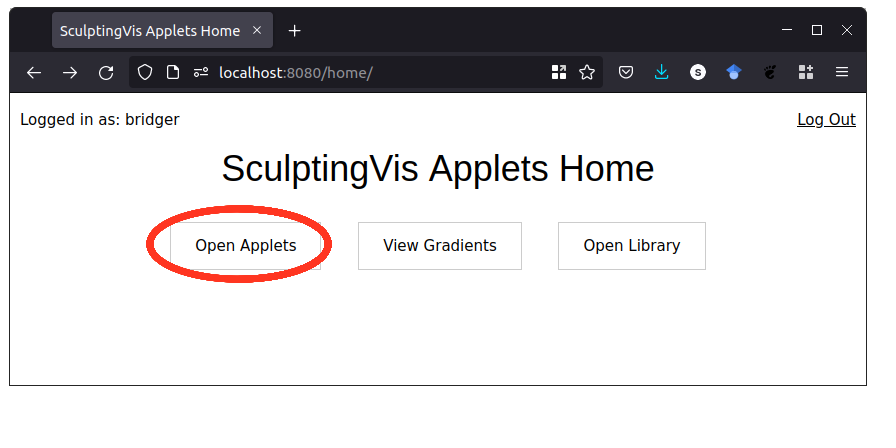 SculptingVis Applets Home
localhost:8080/home/
S
Logged in as: bridger
Log Out
SculptingVis Applets Home
Open Applets
View Gradients
Open Library